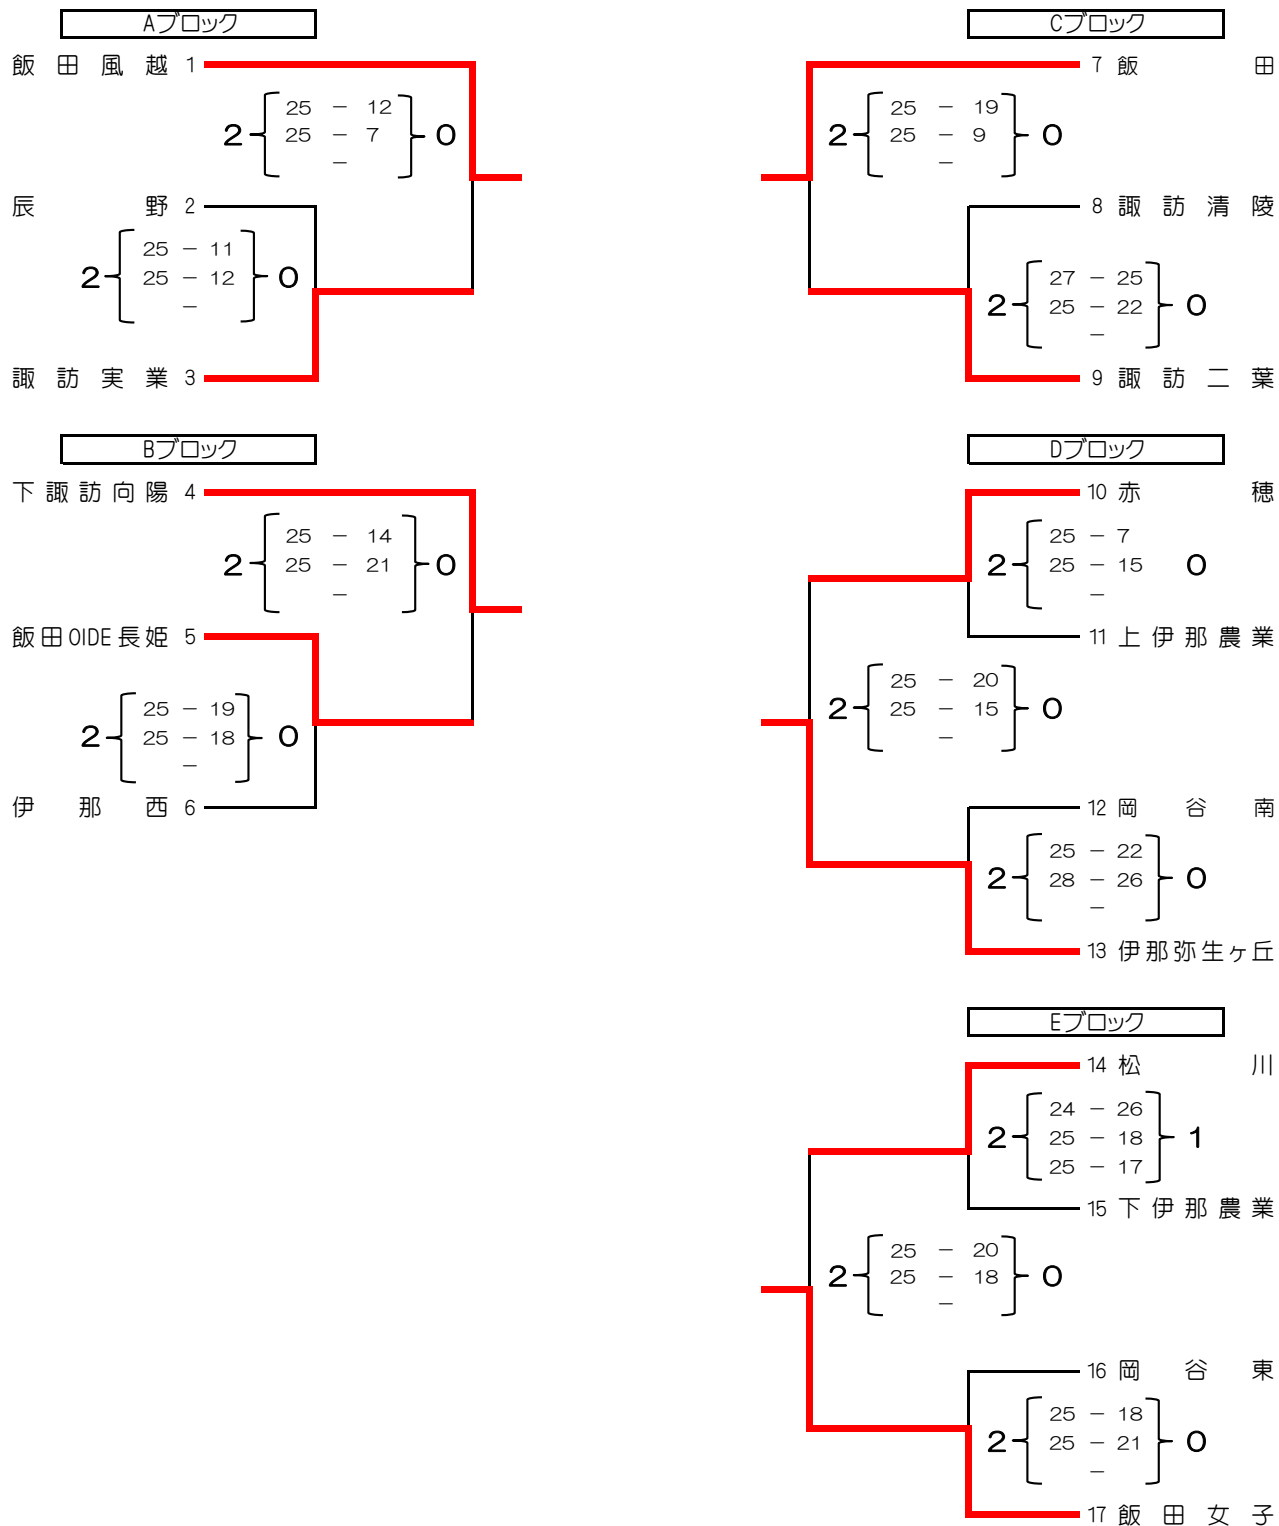 Aブロック
飯田風越 1
25 － 12
2 25 － 7 0
－
辰野 2
25 － 11
2 25 － 12 0
－
諏訪実業 3
Bブロック
下諏訪向陽 4
25 － 14
2 25 － 21 0
－
飯田OIDE長姫 5
25 － 19
2 25 － 18 0
－
伊那西 6
Cブロック
7 飯田
25 － 19
2 25 － 9 0
－
8 諏訪清陵
27 － 25
2 25 － 22 0
－
9 諏訪二葉
Dブロック
10 赤穂
25 － 7
2 25 － 15 0
－
11 上伊那農業
25 － 20
2 25 － 15 0
－
12 岡谷南
25 － 22
2 28 － 26 0
－
13 伊那弥生ヶ丘
Eブロック
14 松川
24 － 26
2 25 － 18 1
25 － 17
15 下伊那農業
25 － 20
2 25 － 18 0
－
16 岡谷東
25 － 18
2 25 － 21 0
－
17 飯田女子